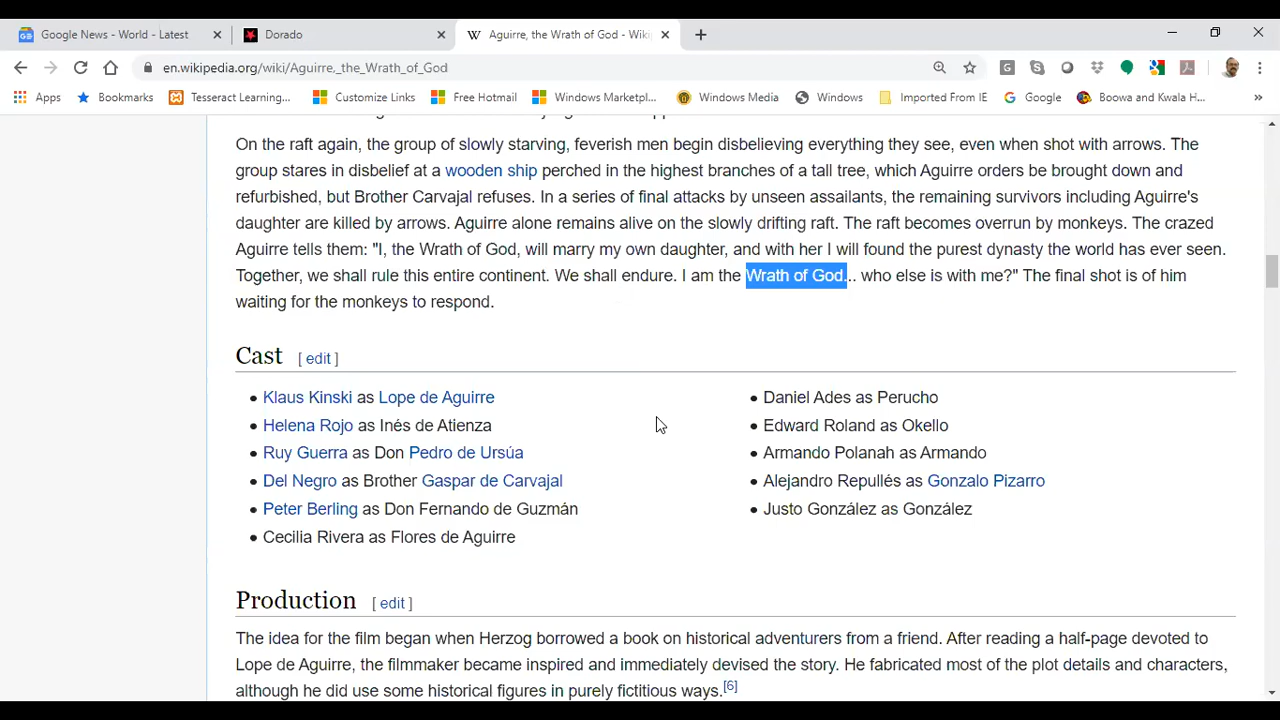 Google News - World - Latest
Dorado
Aguirre, the Wrath of God - Wiki
en.wikipedia.org/wiki/Aguirre,_the_Wrath_of_God
Apps
Bookmarks
Tesseract Learning...
Customize Links
Free Hotmail
Windows Marketpl...
Windows Media
Windows
Imported From IE
Google
Boowa and Kwala H...
On the raft again, the group of slowly starving, feverish men begin disbelieving everything they see, even when shot with arrows. The
group stares in disbelief at a wooden ship perched in the highest branches of a tall tree, which Aguirre orders be brought down and
refurbished, but Brother Carvajal refuses. In a series of final attacks by unseen assailants, the remaining survivors including Aguirre's
daughter are killed by arrows. Aguirre alone remains alive on the slowly drifting raft. The raft becomes overrun by monkeys. The crazed
Aguirre tells them: "I, the Wrath of God, will marry my own daughter, and with her I will found the purest dynasty the world has ever seen.
Together, we shall rule this entire continent. We shall endure. I am the Wrath of God... who else is with me?" The final shot is of him
waiting for the monkeys to respond.
Cast [ edit ]
• Klaus Kinski as Lope de Aguirre
• Helena Rojo as Inés de Atienza
• Ruy Guerra as Don Pedro de Ursúa
• Del Negro as Brother Gaspar de Carvajal
• Peter Berling as Don Fernando de Guzmán
• Cecilia Rivera as Flores de Aguirre
• Daniel Ades as Perucho
• Edward Roland as Okello
• Armando Polanah as Armando
• Alejandro Repullés as Gonzalo Pizarro
• Justo González as González
Production [ edit ]
The idea for the film began when Herzog borrowed a book on historical adventurers from a friend. After reading a half-page devoted to
Lope de Aguirre, the filmmaker became inspired and immediately devised the story. He fabricated most of the plot details and characters,
although he did use some historical figures in purely fictitious ways.[6]